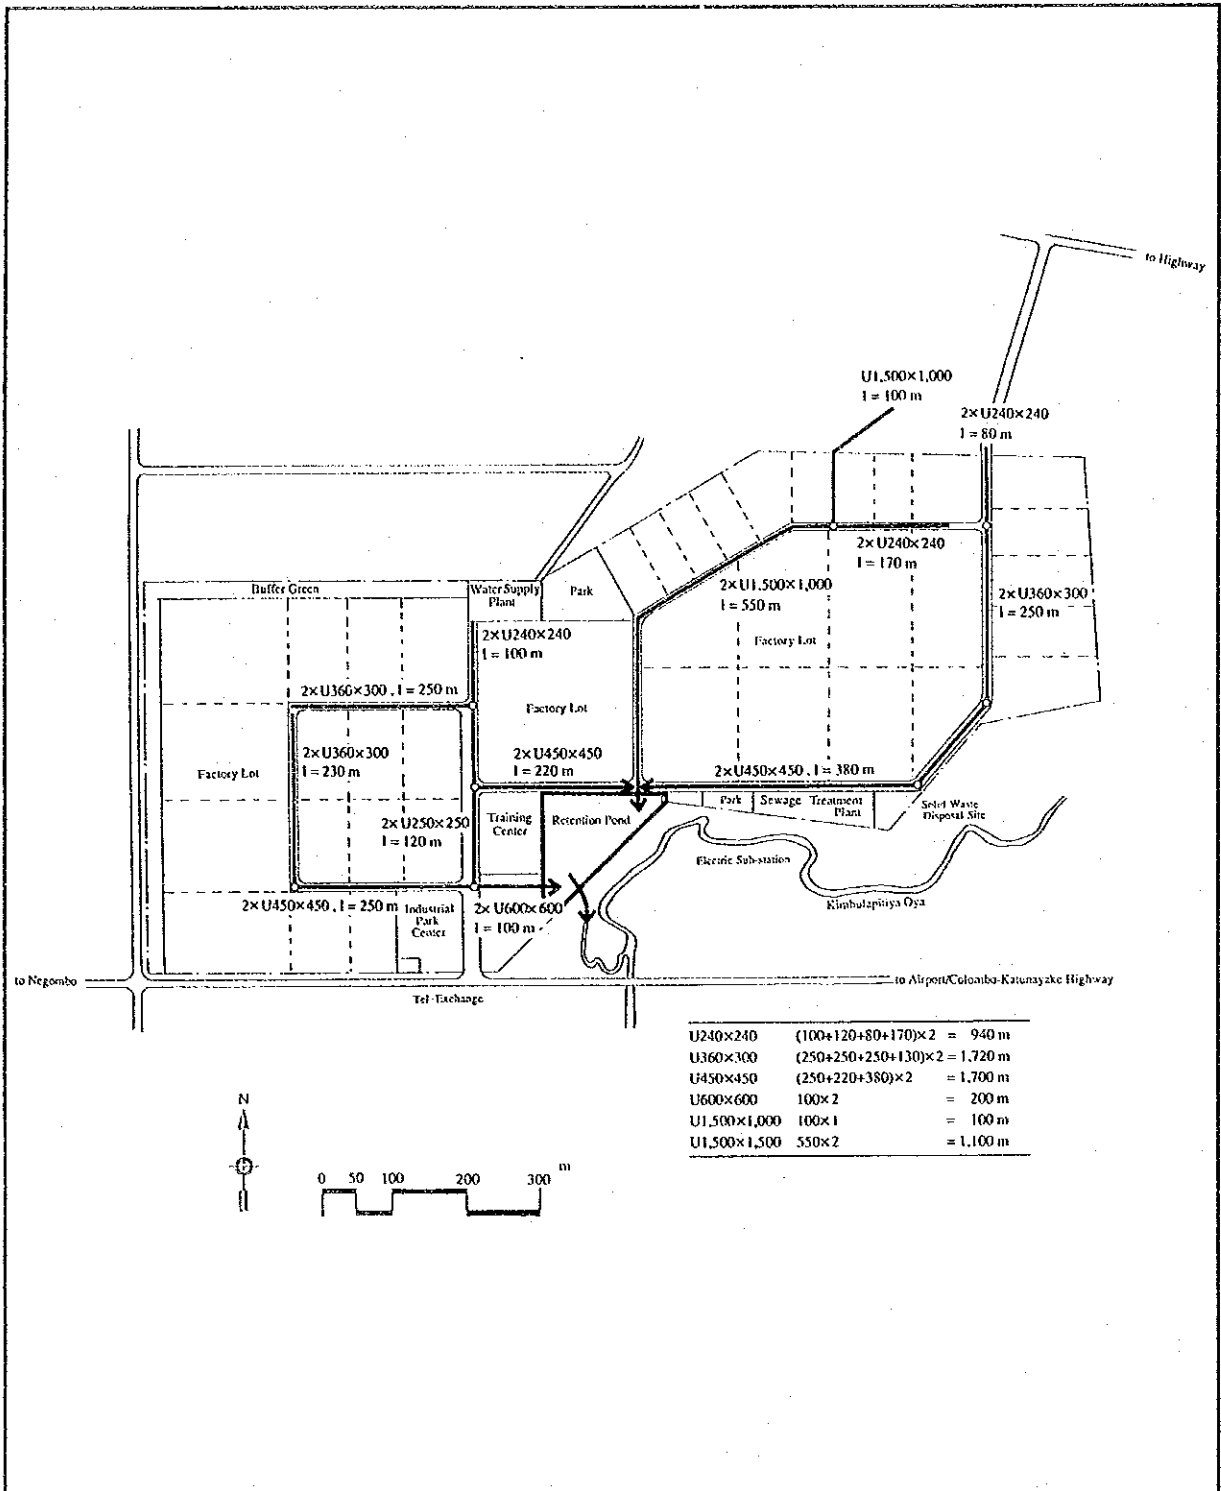 to Highway
U1,500×1,000
l = 100 m
2×U240×240
l = 80 m
2×U240×240
l = 170 m
2×U1,500×1,000
l = 550 m
2×U360×300
l = 250 m
Buffer Green
Water Supply
Plant
Park
Factory Lot
2×U240×240
l = 100 m
2×U360×300 , l = 250 m
Factory Lot
2×U360×300
l = 230 m
2×U450×450
l = 220 m
2×U450×450 , l = 380 m
Factory Lot
2×U250×250
l = 120 m
Training
Center
Retention Pond
Park
Sewage Treatment
Plant
Solid Waste
Disposal Site
Electric Sub-station
Kimbulapitiya Oya
2×U450×450 , l = 250 m
Industrial
Park
Center
2× U600×600
l = 100 m
to Negombo
to Airport/Colombo-Katunayake Highway
Tel-Exchange
U240×240 (100+120+80+170)×2 = 940 m
U360×300 (250+250+250+130)×2 = 1,720 m
U450×450 (250+220+380)×2 = 1,700 m
U600×600 100×2 = 200 m
U1,500×1,000 100×1 = 100 m
U1,500×1,500 550×2 = 1,100 m
N
0 50 100 200 300 m